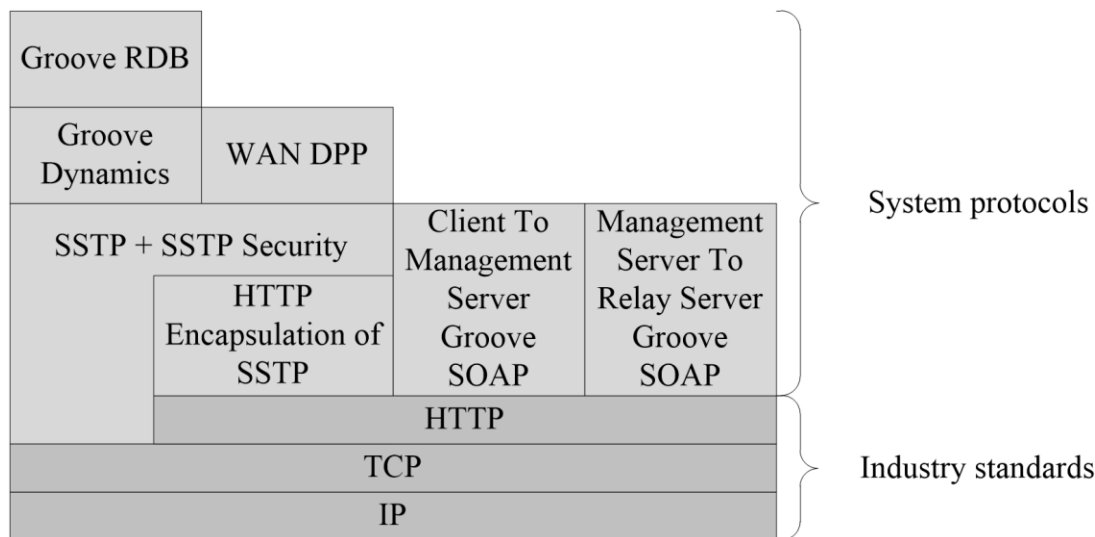 Groove RDB
Groove
Dynamics
WAN DPP
SSTP + SSTP Security
HTTP
Encapsulation of
SSTP
Client To
Management
Server
Groove
SOAP
Management
Server To
Relay Server
Groove
SOAP
System protocols
HTTP
TCP
IP
Industry standards